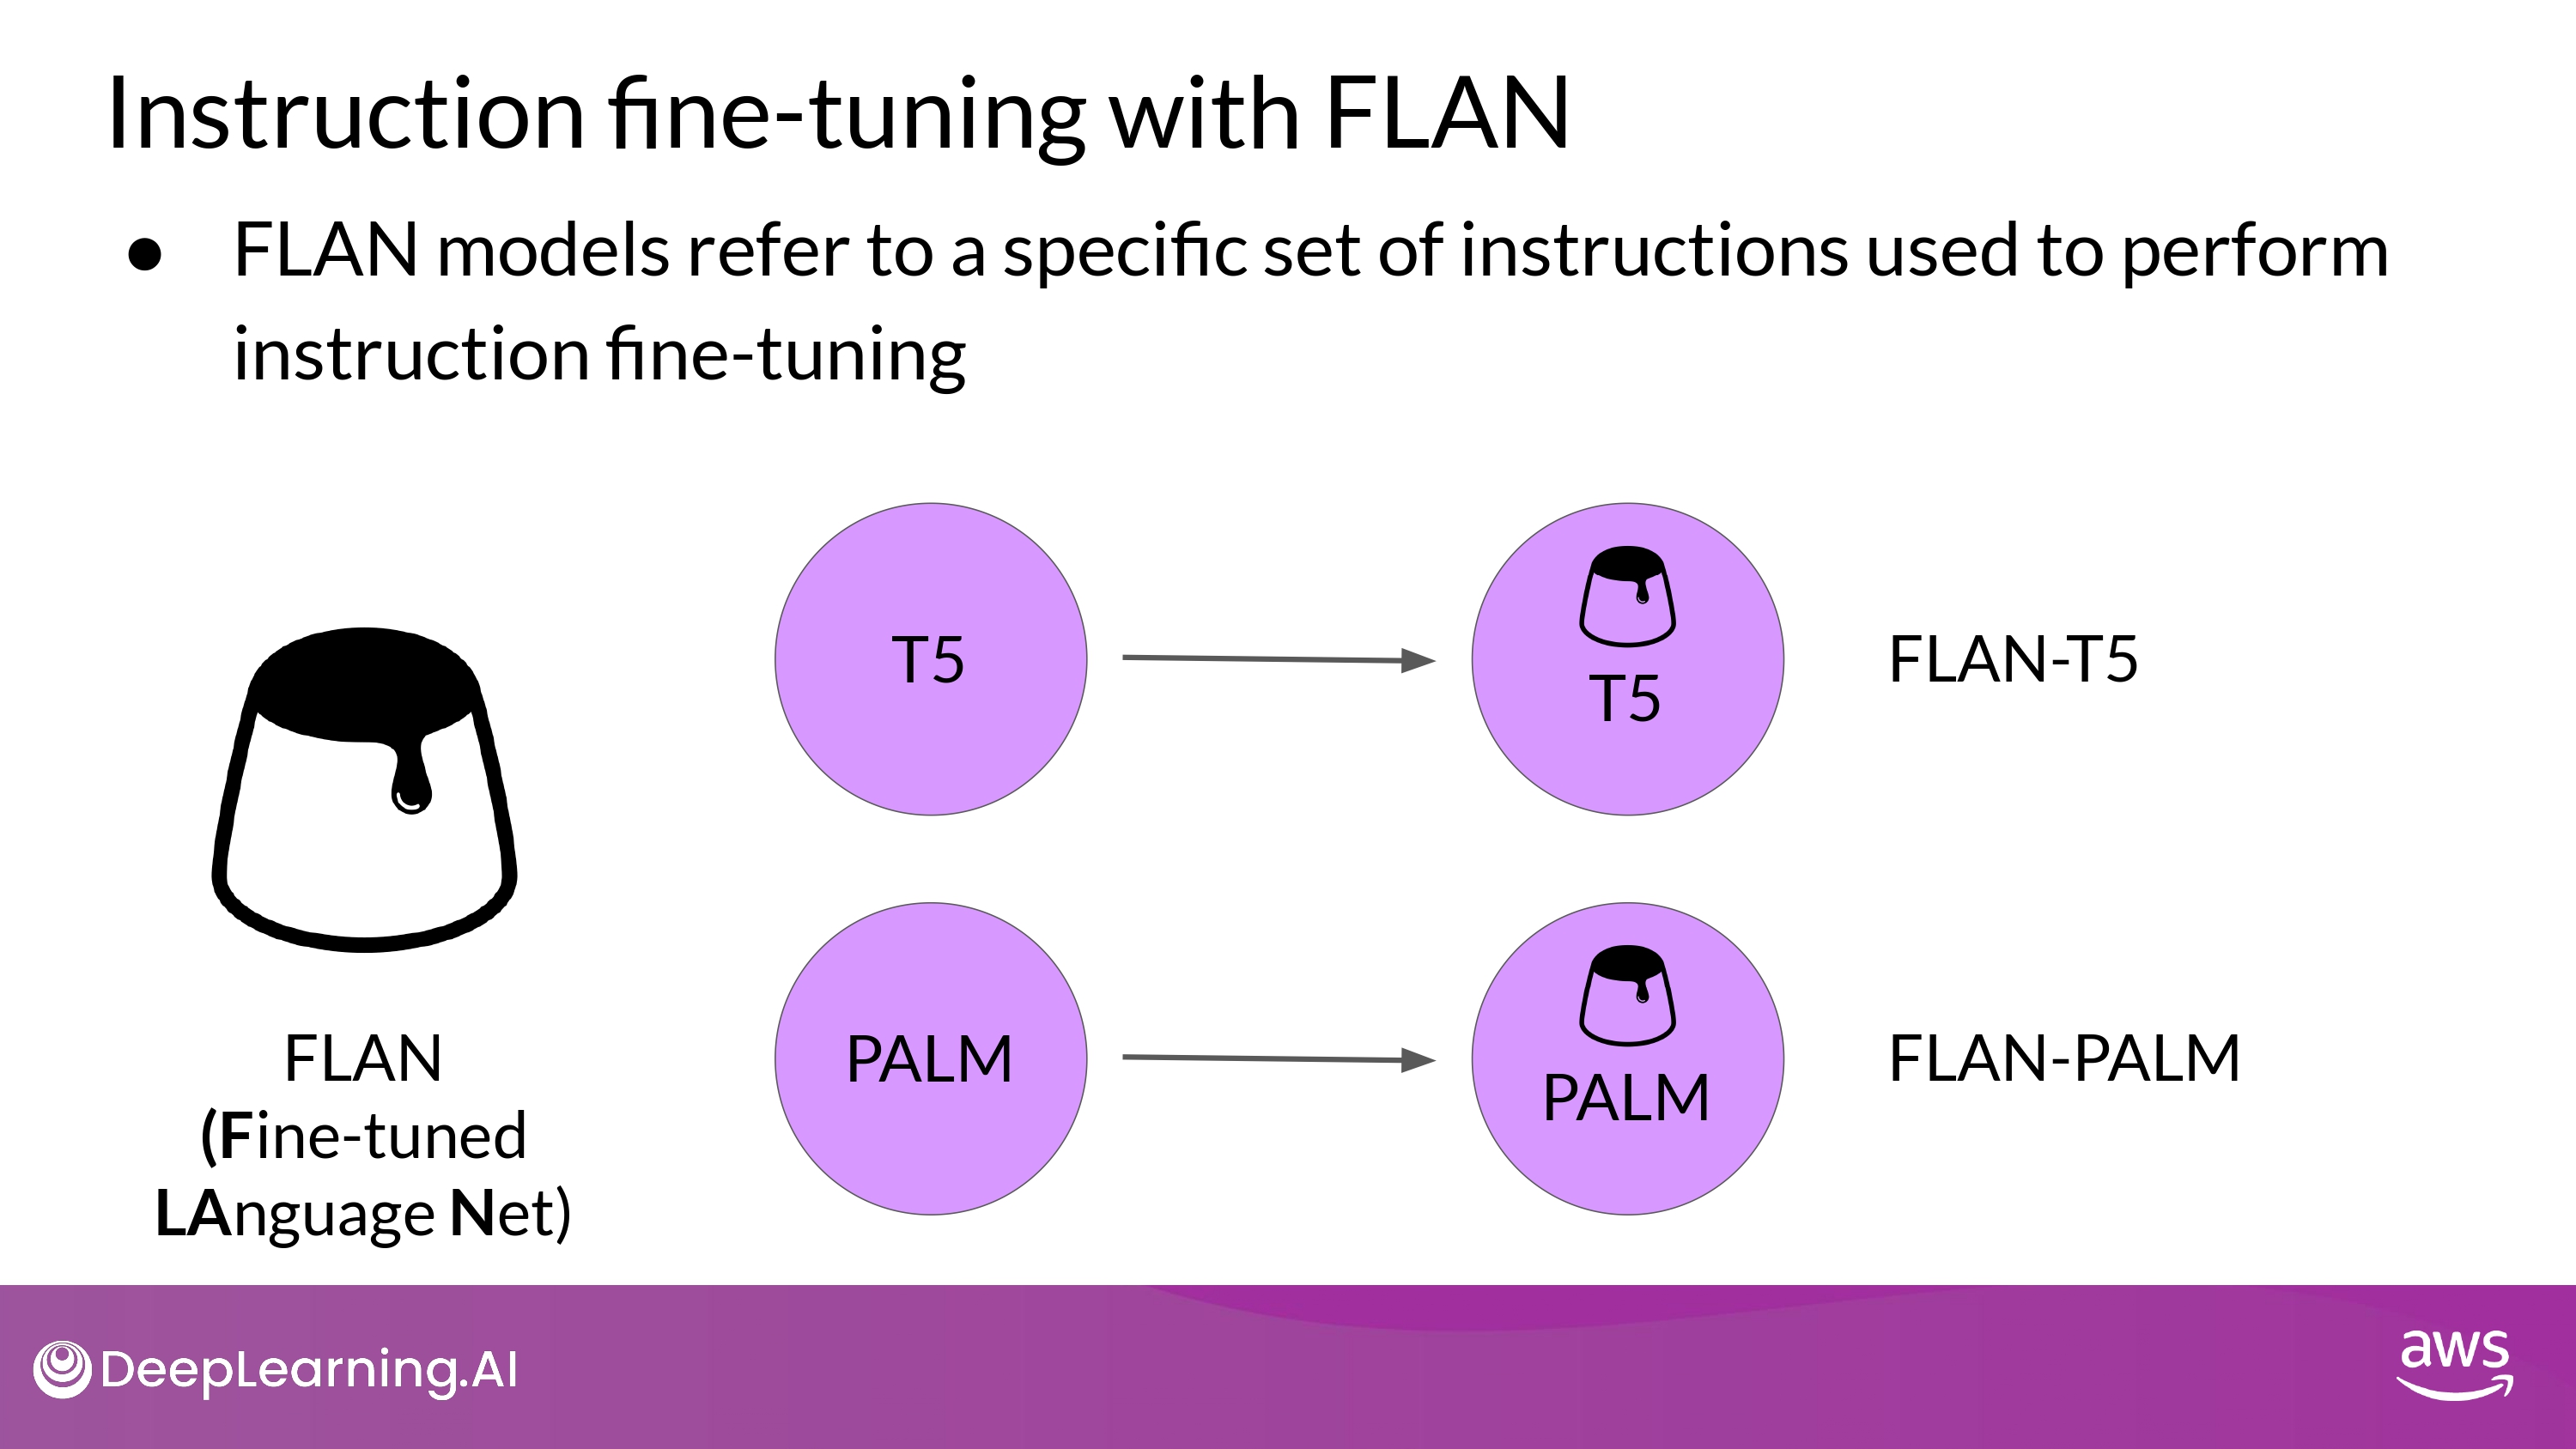 Instruction fine-tuning with FLAN
● FLAN models refer to a specific set of instructions used to perform
instruction fine-tuning
T5
T5
FLAN-T5
PALM
PALM
FLAN-PALM
FLAN
(Fine-tuned
LAnguage Net)
DeepLearning.AI
aws